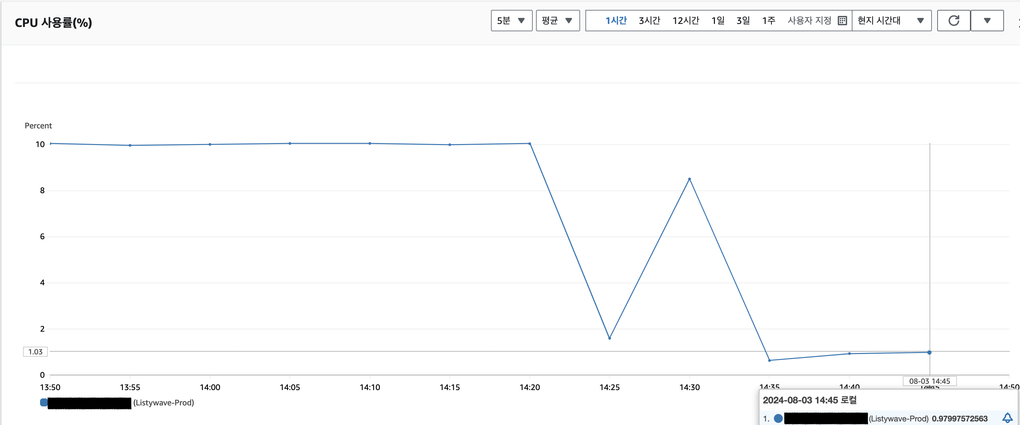 CPU 사용률(%)
5분 평균 1시간 3시간 12시간 1일 3일 1주 사용자 지정 현지 시간대
Percent
10
8
6
4
2
1.03
0
13:50 13:55 14:00 14:05 14:10 14:15 14:20 14:25 14:30 14:35 14:40 14:50
08-03 14:45
(Listywave-Prod)
2024-08-03 14:45 로컬
1. (Listywave-Prod) 0.97997572563